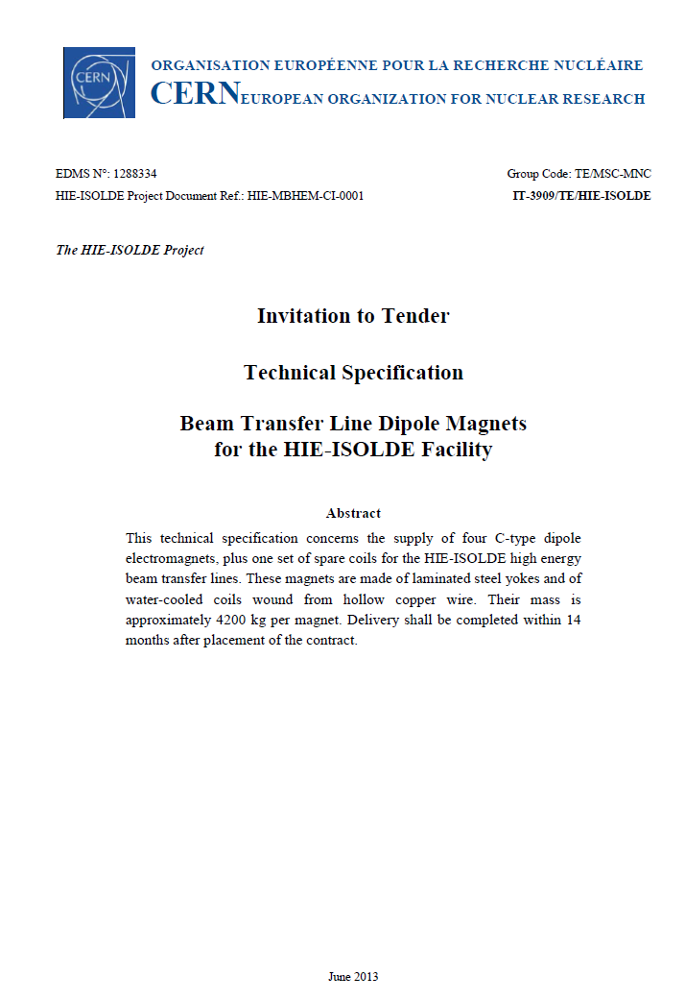 CERN
ORGANISATION EUROPÉENNE POUR LA RECHERCHE NUCLÉAIRE
CERN EUROPEAN ORGANIZATION FOR NUCLEAR RESEARCH
EDMS N°: 1288334 Group Code: TE/MSC-MNC
HIE-ISOLDE Project Document Ref.: HIE-MBHEM-CI-0001 IT-3909/TE/HIE-ISOLDE
The HIE-ISOLDE Project
Invitation to Tender
Technical Specification
Beam Transfer Line Dipole Magnets
for the HIE-ISOLDE Facility
Abstract
This technical specification concerns the supply of four C-type dipole
electromagnets, plus one set of spare coils for the HIE-ISOLDE high energy
beam transfer lines. These magnets are made of laminated steel yokes and of
water-cooled coils wound from hollow copper wire. Their mass is
approximately 4200 kg per magnet. Delivery shall be completed within 14
months after placement of the contract.
June 2013